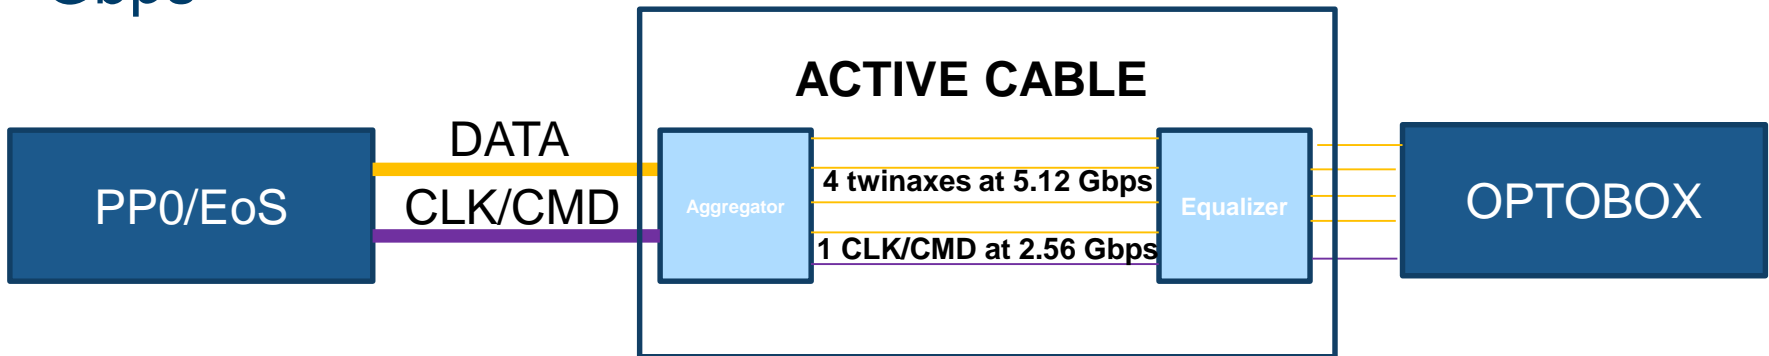 Gbps
ACTIVE CABLE
DATA
PP0/EoS
CLK/CMD
Aggregator
4 twinaxes at 5.12 Gbps
1 CLK/CMD at 2.56 Gbps
Equalizer
OPTOBOX